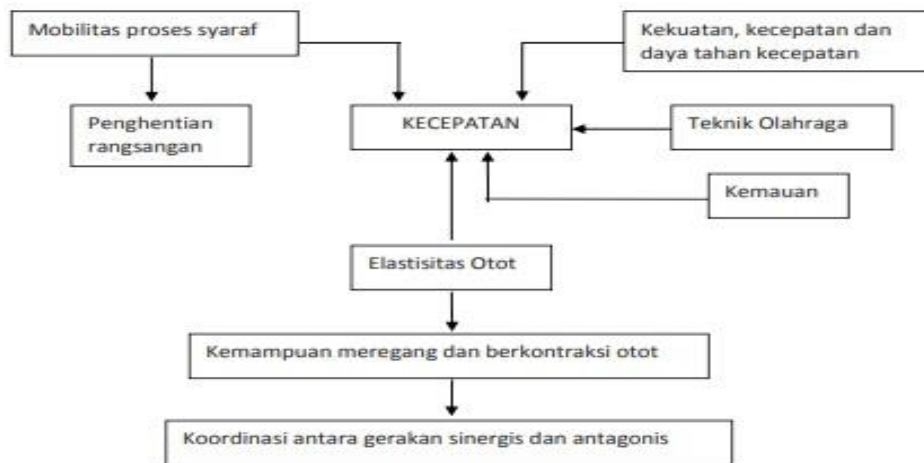 Mobilitas proses syaraf
Kekuatan, kecepatan dan
daya tahan kecepatan
Penghentian
rangsangan
KECEPATAN
Teknik Olahraga
Kemauan
Elastisitas Otot
Kemampuan meregang dan berkontraksi otot
Koordinasi antara gerakan sinergis dan antagonis